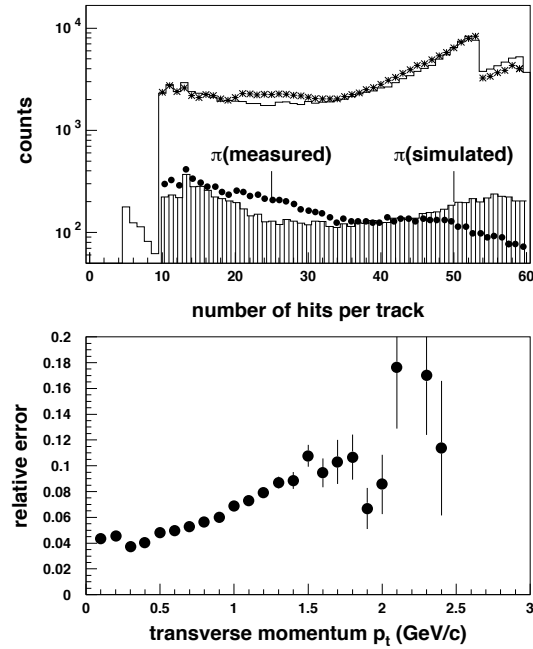 10^4
10^3
10^2
counts
π(measured) π(simulated)
0 10 20 30 40 50 60
number of hits per track
0.2
0.18
0.16
0.14
0.12
0.1
0.08
0.06
0.04
0.02
0
relative error
0 0.5 1 1.5 2 2.5 3
transverse momentum p_t (GeV/c)